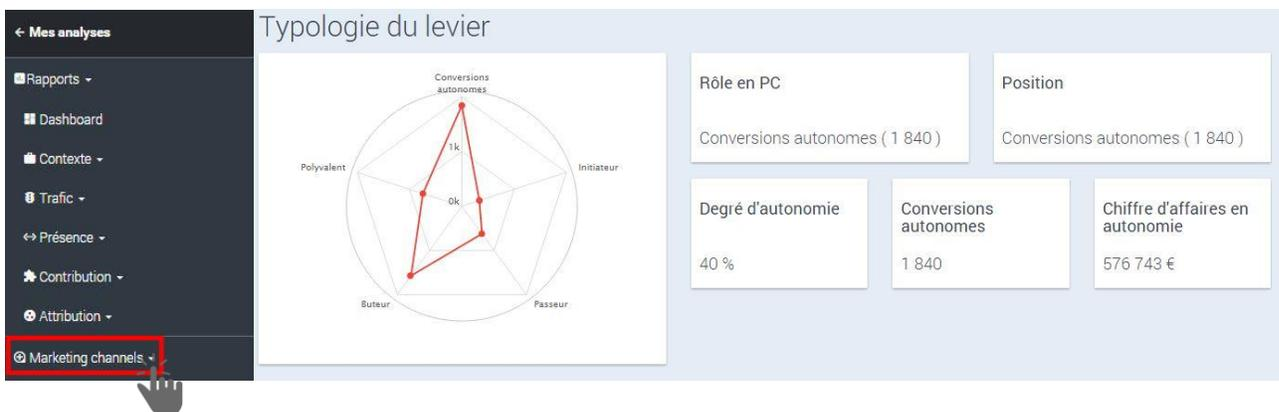 ← Mes analyses
Rapports
Dashboard
Contexte
Trafic
Présence
Contribution
Attribution
Marketing channels
Typologie du levier
Conversions
autonomes
Initiateur
Passeur
Buteur
Polyvalent
1k
0k
Rôle en PC
Conversions autonomes ( 1 840 )
Position
Conversions autonomes ( 1 840 )
Degré d'autonomie
40 %
Conversions
autonomes
1 840
Chiffre d'affaires en
autonomie
576 743 €